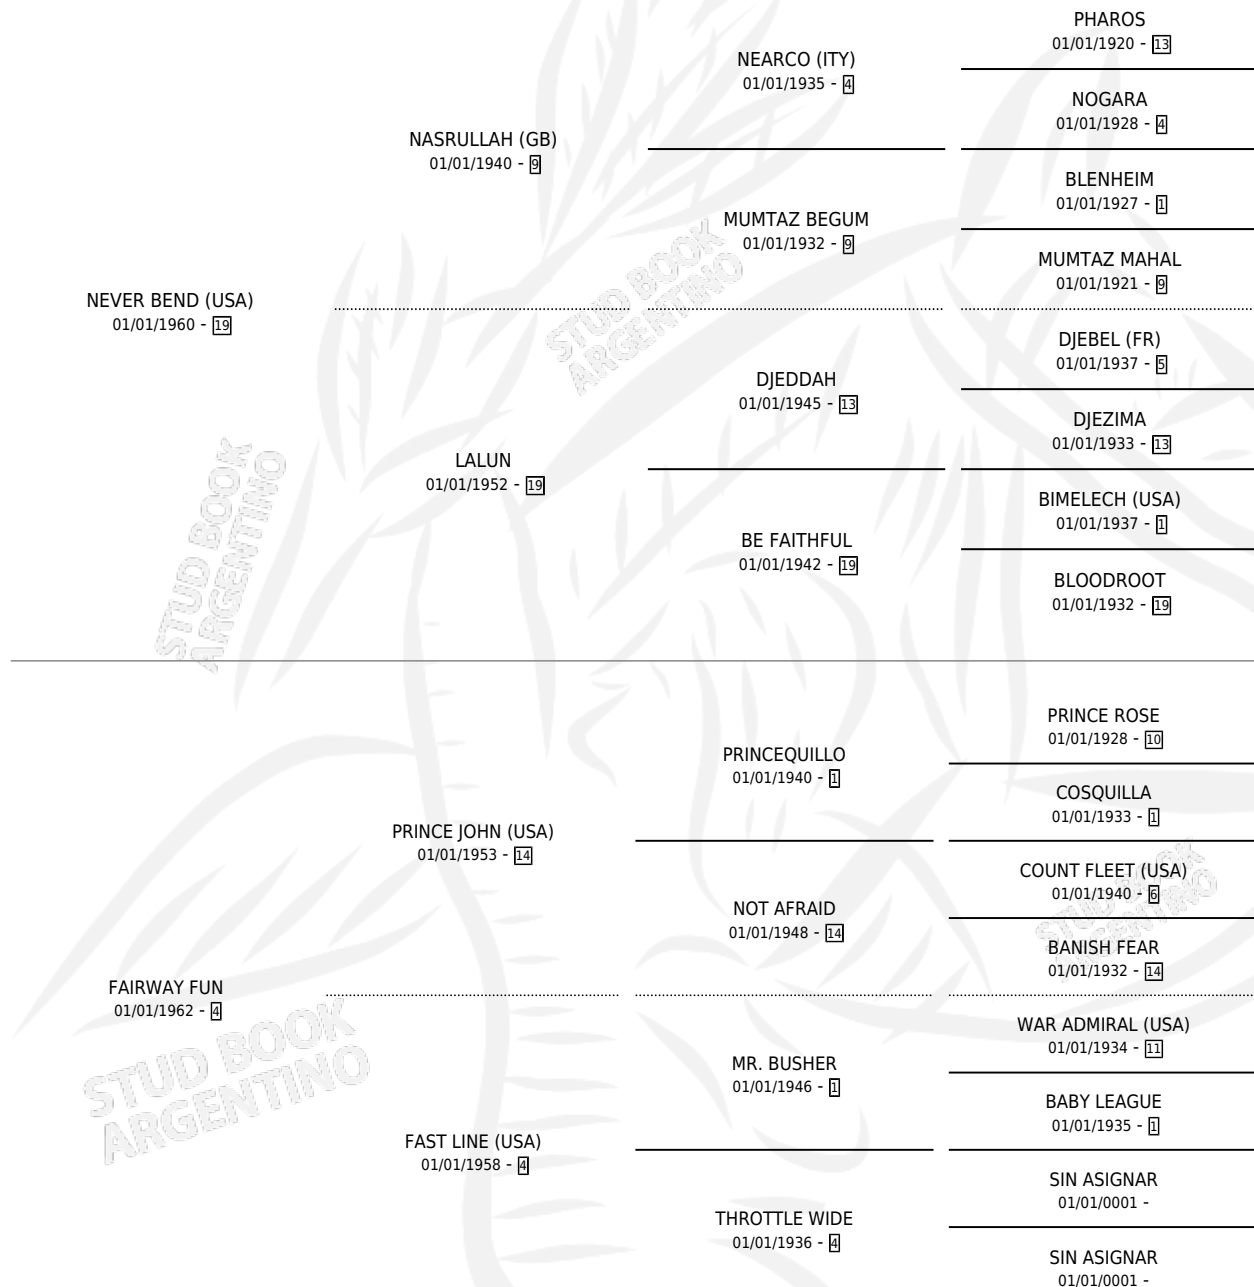 PHAROS
01/01/1920 - 13
NEARCO (ITY)
01/01/1935 - 4
NOGARA
01/01/1928 - 4
NASRULLAH (GB)
01/01/1940 - 9
BLENHEIM
01/01/1927 - 1
MUMTAZ BEGUM
01/01/1932 - 9
MUMTAZ MAHAL
01/01/1921 - 9
NEVER BEND (USA)
01/01/1960 - 19
STUD BOOK
ARGENTINO
DJEBEL (FR)
01/01/1937 - 5
DJEDDAH
01/01/1945 - 13
DJEZIMA
01/01/1933 - 13
LALUN
01/01/1952 - 19
BIMELECH (USA)
01/01/1937 - 1
BE FAITHFUL
01/01/1942 - 19
BLOODROOT
01/01/1932 - 19
STUD BOOK
ARGENTINO
PRINCE ROSE
01/01/1928 - 10
PRINCEQUILLO
01/01/1940 - 1
COSQUILLA
01/01/1933 - 1
PRINCE JOHN (USA)
01/01/1953 - 14
COUNT FLEET (USA)
01/01/1940 - 6
NOT AFRAID
01/01/1948 - 14
BANISH FEAR
01/01/1932 - 14
STUD BOOK
ARGENTINO
FAIRWAY FUN
01/01/1962 - 4
STUD BOOK
ARGENTINO
WAR ADMIRAL (USA)
01/01/1934 - 11
MR. BUSHER
01/01/1946 - 1
BABY LEAGUE
01/01/1935 - 1
FAST LINE (USA)
01/01/1958 - 4
SIN ASIGNAR
01/01/0001 -
THROTTLE WIDE
01/01/1936 - 4
SIN ASIGNAR
01/01/0001 -